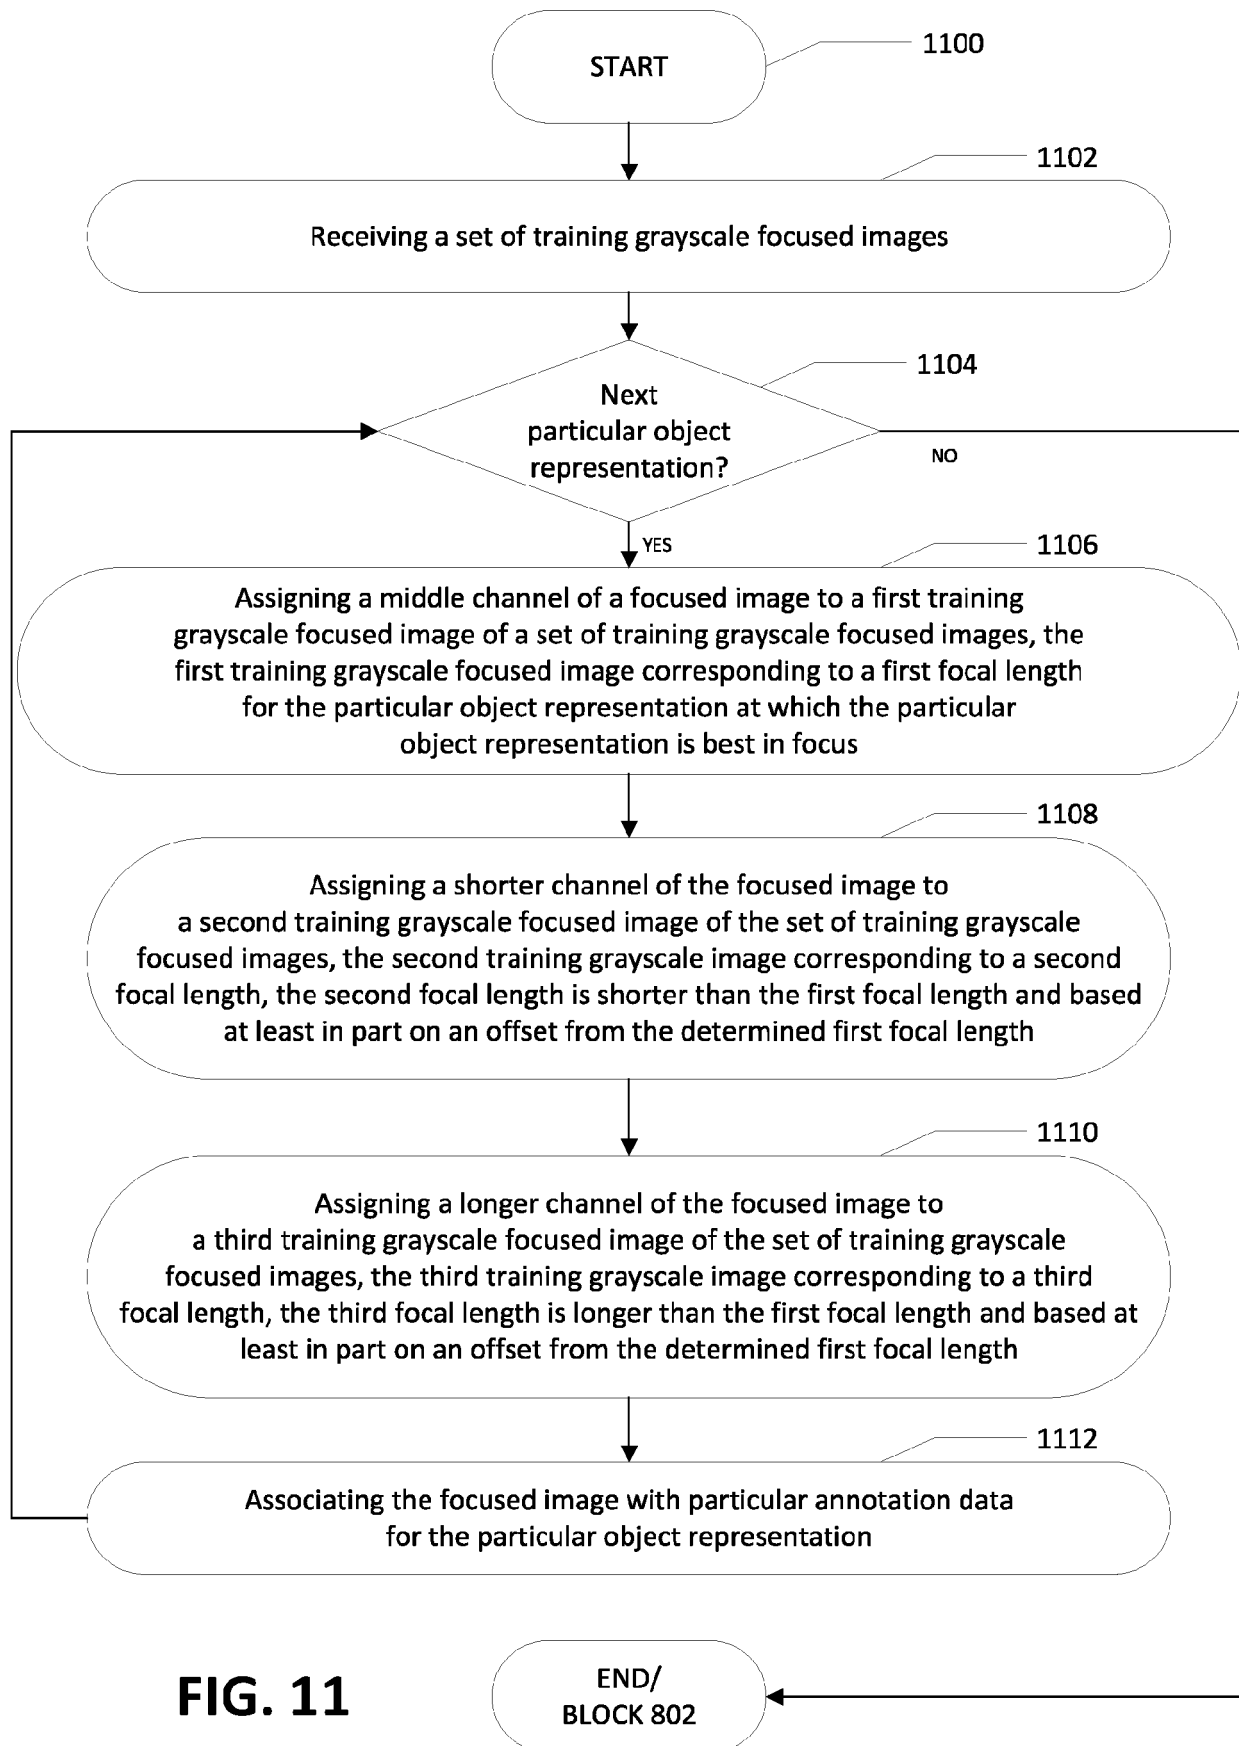 START
1100
1102
Receiving a set of training grayscale focused images
1104
Next
particular object
representation?
NO
YES
1106
Assigning a middle channel of a focused image to a first training
grayscale focused image of a set of training grayscale focused images, the
first training grayscale focused image corresponding to a first focal length
for the particular object representation at which the particular
object representation is best in focus
1108
Assigning a shorter channel of the focused image to
a second training grayscale focused image of the set of training grayscale
focused images, the second training grayscale image corresponding to a second
focal length, the second focal length is shorter than the first focal length and based
at least in part on an offset from the determined first focal length
1110
Assigning a longer channel of the focused image to
a third training grayscale focused image of the set of training grayscale
focused images, the third training grayscale image corresponding to a third
focal length, the third focal length is longer than the first focal length and based at
least in part on an offset from the determined first focal length
1112
Associating the focused image with particular annotation data
for the particular object representation
FIG. 11
END/
BLOCK 802